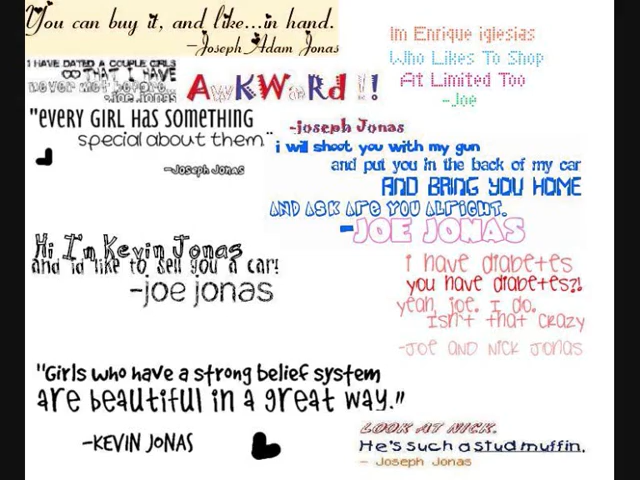 You can buy it, and like...in hand.
-Joseph Adam Jonas
I HAVE DATED A COUPLE GIRLS
THAT I HAVE
never met before...
-Joe Jonas
AwKWaRd !!
-joseph Jonas
Im Enrique iglesias
Who Likes To Shop
At Limited Too
-Joe
"EVERY GIRL HAS SOMETHING
special about them"..
-Joseph Jonas
i will shoot you with my gun
and put you in the back of my car
AND BRING YOU HOME
AND ASK ARE YOU ALRIGHT.
-JOE JONAS
Hi I'm Kevin Jonas
and id like to sell you a car!
-joe jonas
i have diabetes
you have diabetes?!
yeah, joe. I do.
Isn't that crazy
-JOE AND NICK JONAS
"Girls who have a strong belief system
are beautiful in a great way."
-KEVIN JONAS
LOOK AT NICK.
He's such a stud muffin.
- Joseph Jonas